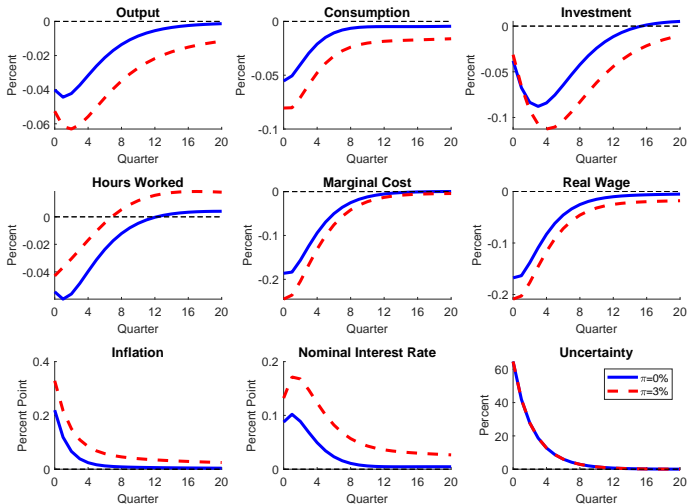 Output
Consumption
Investment
Percent
0
-0.02
-0.04
-0.06
0 4 8 12 16 20
Quarter
Percent
0
-0.05
-0.1
0 4 8 12 16 20
Quarter
Percent
0
-0.05
-0.1
0 4 8 12 16 20
Quarter
Hours Worked
Marginal Cost
Real Wage
Percent
0
-0.02
-0.04
0 4 8 12 16 20
Quarter
Percent
0
-0.1
-0.2
0 4 8 12 16 20
Quarter
Percent
0
-0.1
-0.2
0 4 8 12 16 20
Quarter
Inflation
Nominal Interest Rate
Uncertainty
Percent Point
0.4
0.2
0
0 4 8 12 16 20
Quarter
Percent Point
0.2
0.1
0
0 4 8 12 16 20
Quarter
Percent
60
40
20
0
0 4 8 12 16 20
Quarter
π=0%
π=3%